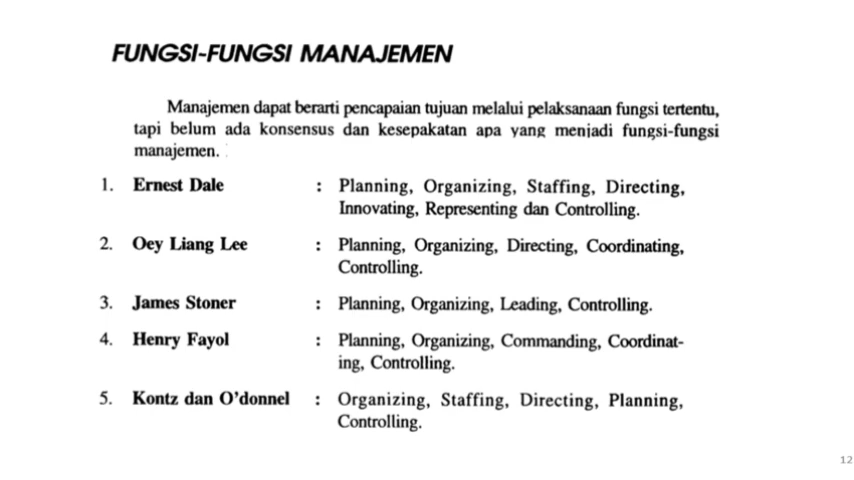 FUNGSI-FUNGSI MANAJEMEN
Manajemen dapat berarti pencapaian tujuan melalui pelaksanaan fungsi tertentu,
tapi belum ada konsensus dan kesepakatan apa yang menjadi fungsi-fungsi
manajemen.
1. Ernest Dale : Planning, Organizing, Staffing, Directing,
Innovating, Representing dan Controlling.
2. Oey Liang Lee : Planning, Organizing, Directing, Coordinating,
Controlling.
3. James Stoner : Planning, Organizing, Leading, Controlling.
4. Henry Fayol : Planning, Organizing, Commanding, Coordinat-
ing, Controlling.
5. Kontz dan O'donnel : Organizing, Staffing, Directing, Planning,
Controlling.
12